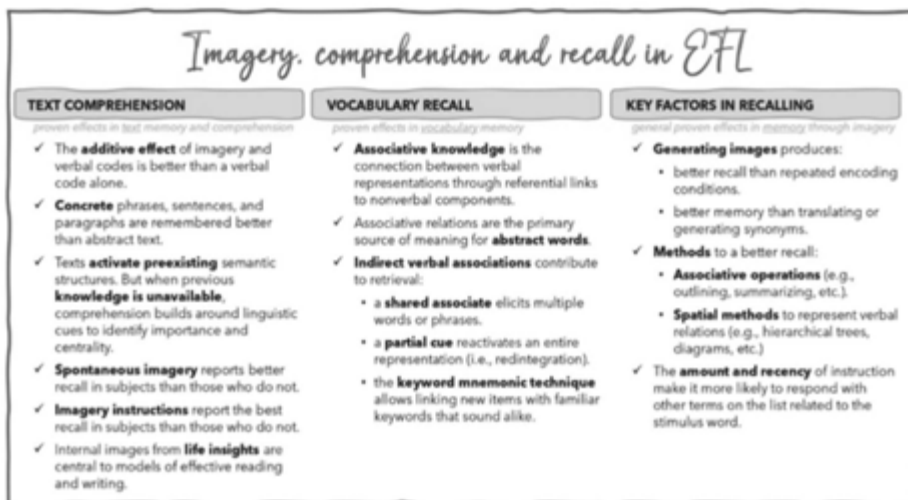 Imagery, comprehension and recall in EFL
TEXT COMPREHENSION
proven effects in text memory and comprehension
✓ The additive effect of imagery and
verbal codes is better than a verbal
code alone.
✓ Concrete phrases, sentences, and
paragraphs are remembered better
than abstract text.
✓ Texts activate preexisting semantic
structures. But when previous
knowledge is unavailable,
comprehension builds around linguistic
cues to identify importance and
centrality.
✓ Spontaneous imagery reports better
recall in subjects than those who do not.
✓ Imagery instructions report the best
recall in subjects than those who do not.
✓ Internal images from life insights are
central to models of effective reading
and writing.
VOCABULARY RECALL
proven effects in vocabulary memory
✓ Associative knowledge is the
connection between verbal
representations through referential links
to nonverbal components.
✓ Associative relations are the primary
source of meaning for abstract words.
✓ Indirect verbal associations contribute
to retrieval:
• a shared associate elicits multiple
words or phrases.
• a partial cue reactivates an entire
representation (i.e., redintegration).
• the keyword mnemonic technique
allows linking new items with familiar
keywords that sound alike.
KEY FACTORS IN RECALLING
general proven effects in memory through imagery
✓ Generating images produces:
• better recall than repeated encoding
conditions.
• better memory than translating or
generating synonyms.
✓ Methods to a better recall:
• Associative operations (e.g.,
outlining, summarizing, etc.).
• Spatial methods to represent verbal
relations (e.g., hierarchical trees,
diagrams, etc.)
✓ The amount and recency of instruction
make it more likely to respond with
other terms on the list related to the
stimulus word.